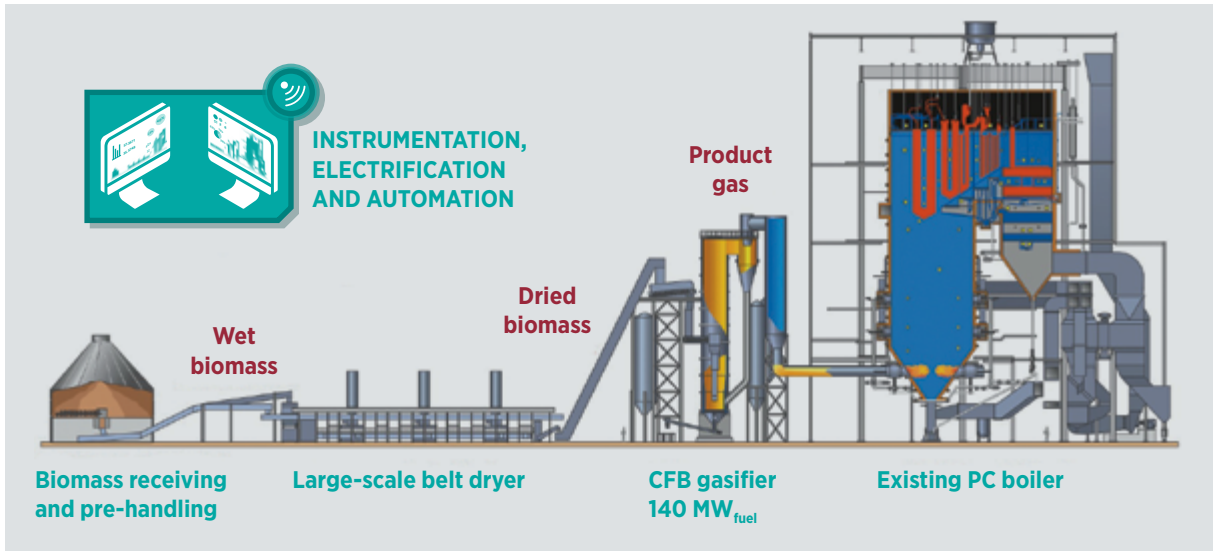 INSTRUMENTATION,
ELECTRIFICATION
AND AUTOMATION
Product
gas
Dried
biomass
Wet
biomass
Biomass receiving
and pre-handling
Large-scale belt dryer
CFB gasifier
140 MWfuel
Existing PC boiler